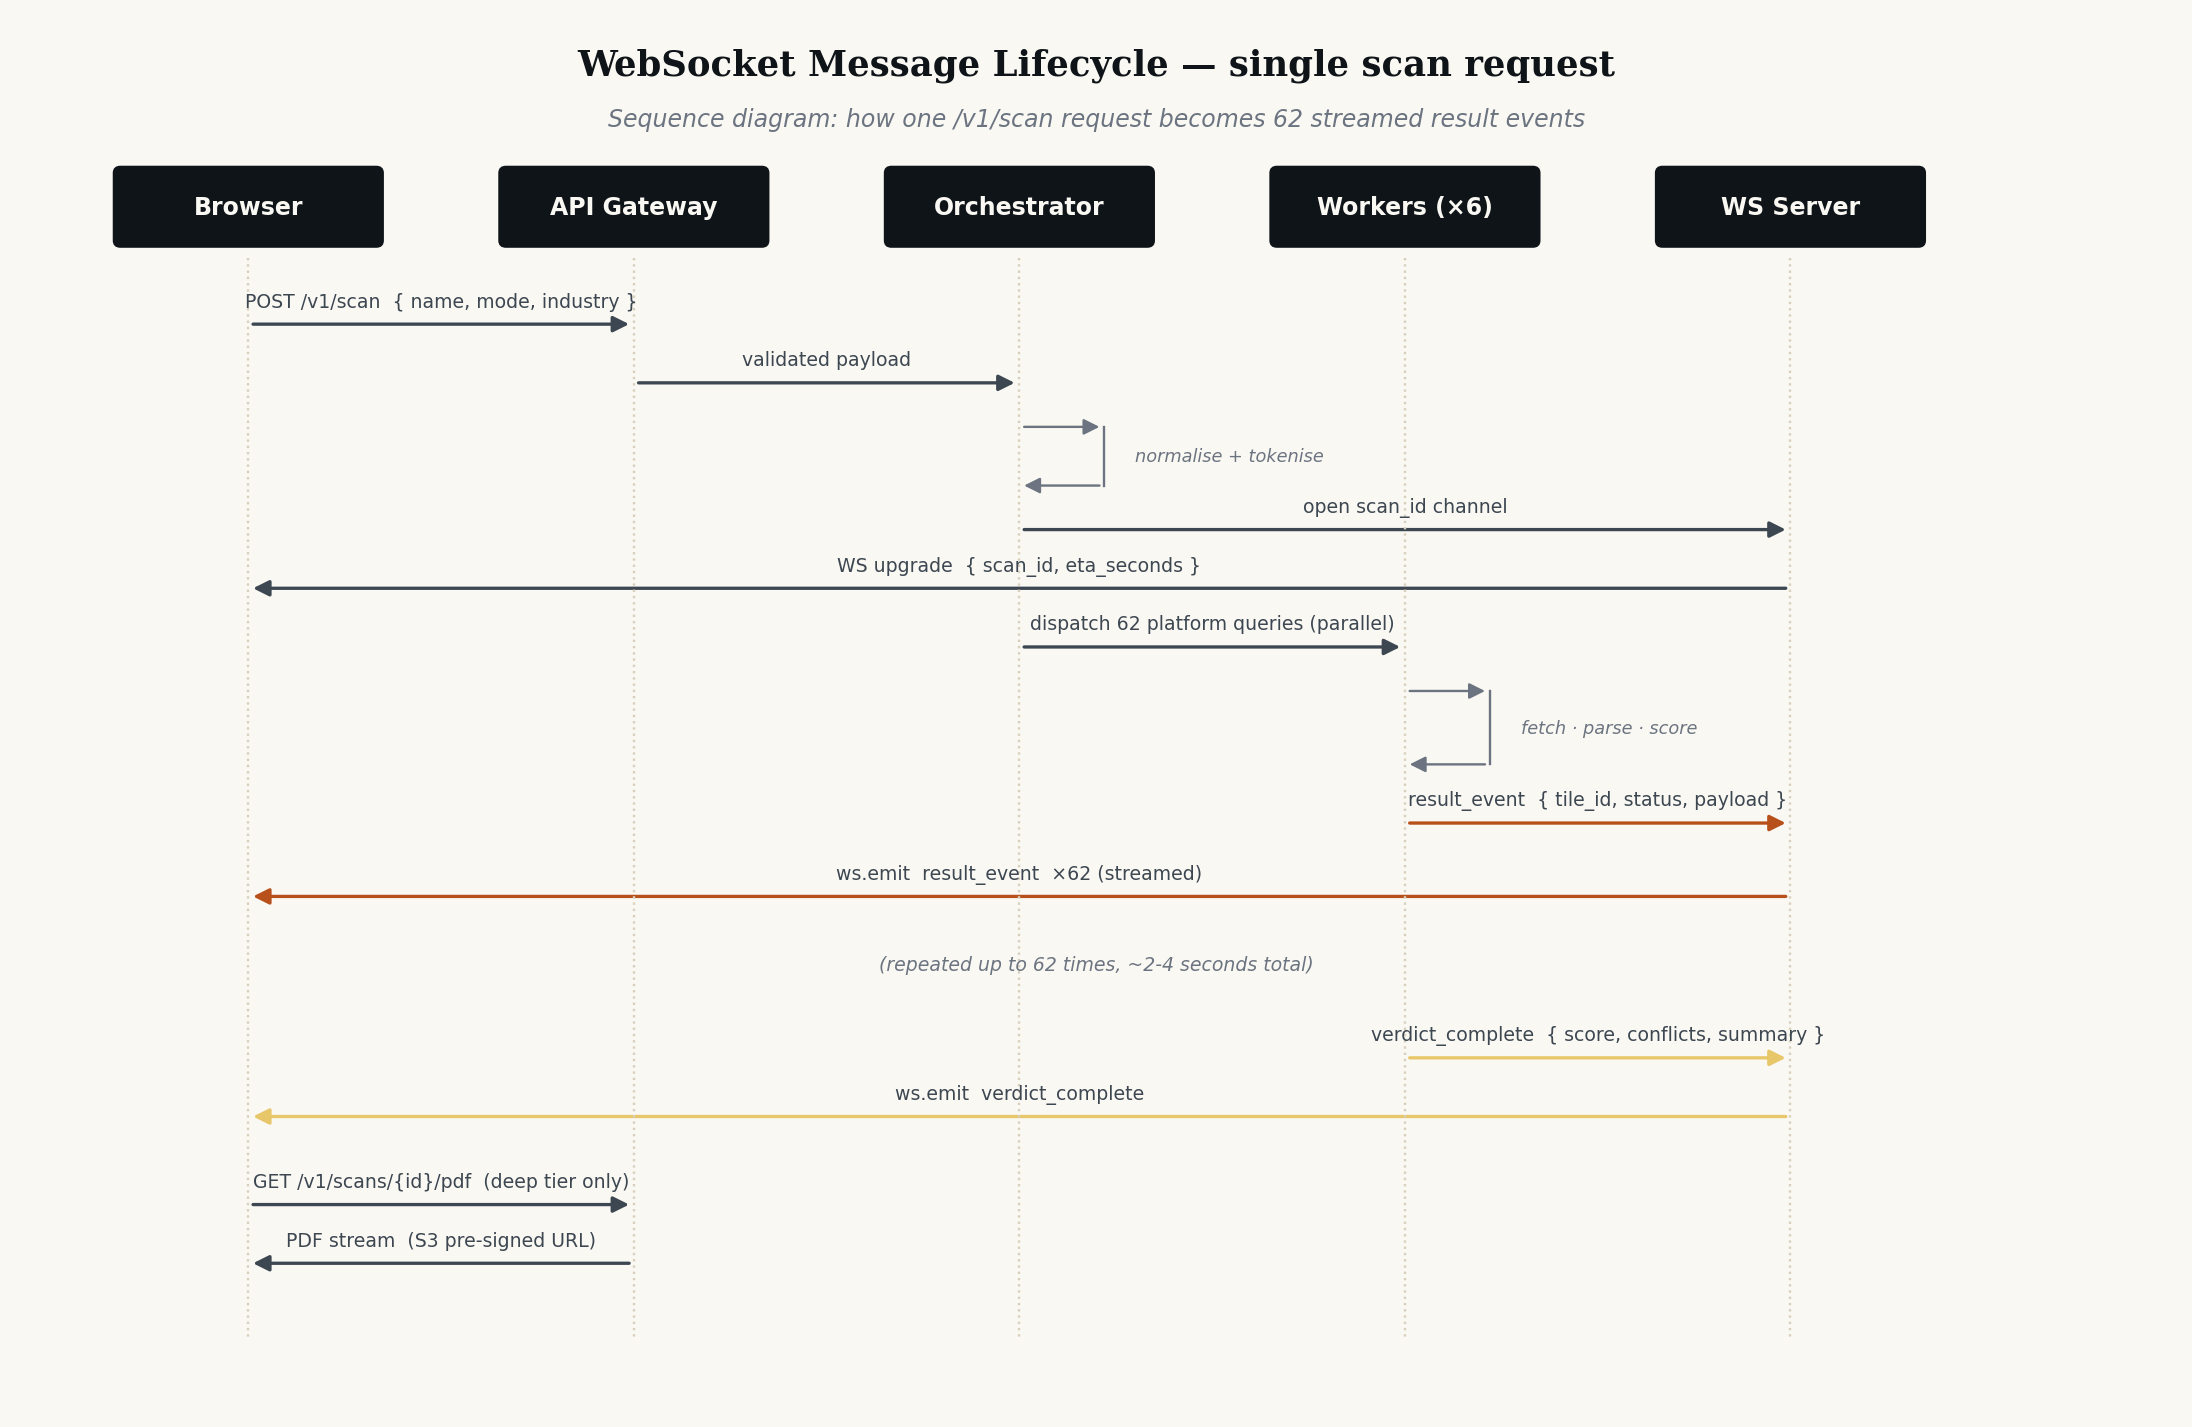 WebSocket Message Lifecycle — single scan request
Sequence diagram: how one /v1/scan request becomes 62 streamed result events
Browser
API Gateway
Orchestrator
Workers (×6)
WS Server
POST /v1/scan { name, mode, industry }
validated payload
normalise + tokenise
open scan_id channel
WS upgrade { scan_id, eta_seconds }
dispatch 62 platform queries (parallel)
fetch · parse · score
result_event { tile_id, status, payload }
ws.emit result_event ×62 (streamed)
(repeated up to 62 times, ~2-4 seconds total)
verdict_complete { score, conflicts, summary }
ws.emit verdict_complete
GET /v1/scans/{id}/pdf (deep tier only)
PDF stream (S3 pre-signed URL)